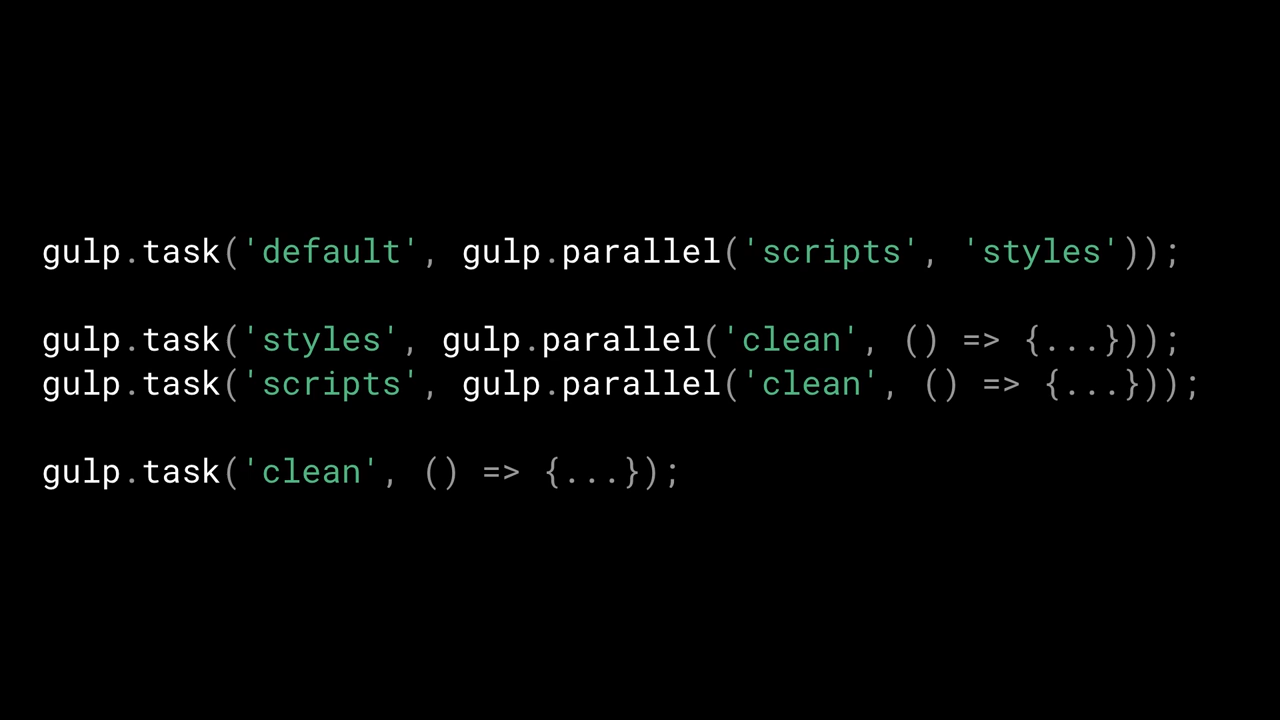 gulp.task('default', gulp.parallel('scripts', 'styles'));
gulp.task('styles', gulp.parallel('clean', () => {...}));
gulp.task('scripts', gulp.parallel('clean', () => {...}));
gulp.task('clean', () => {...});